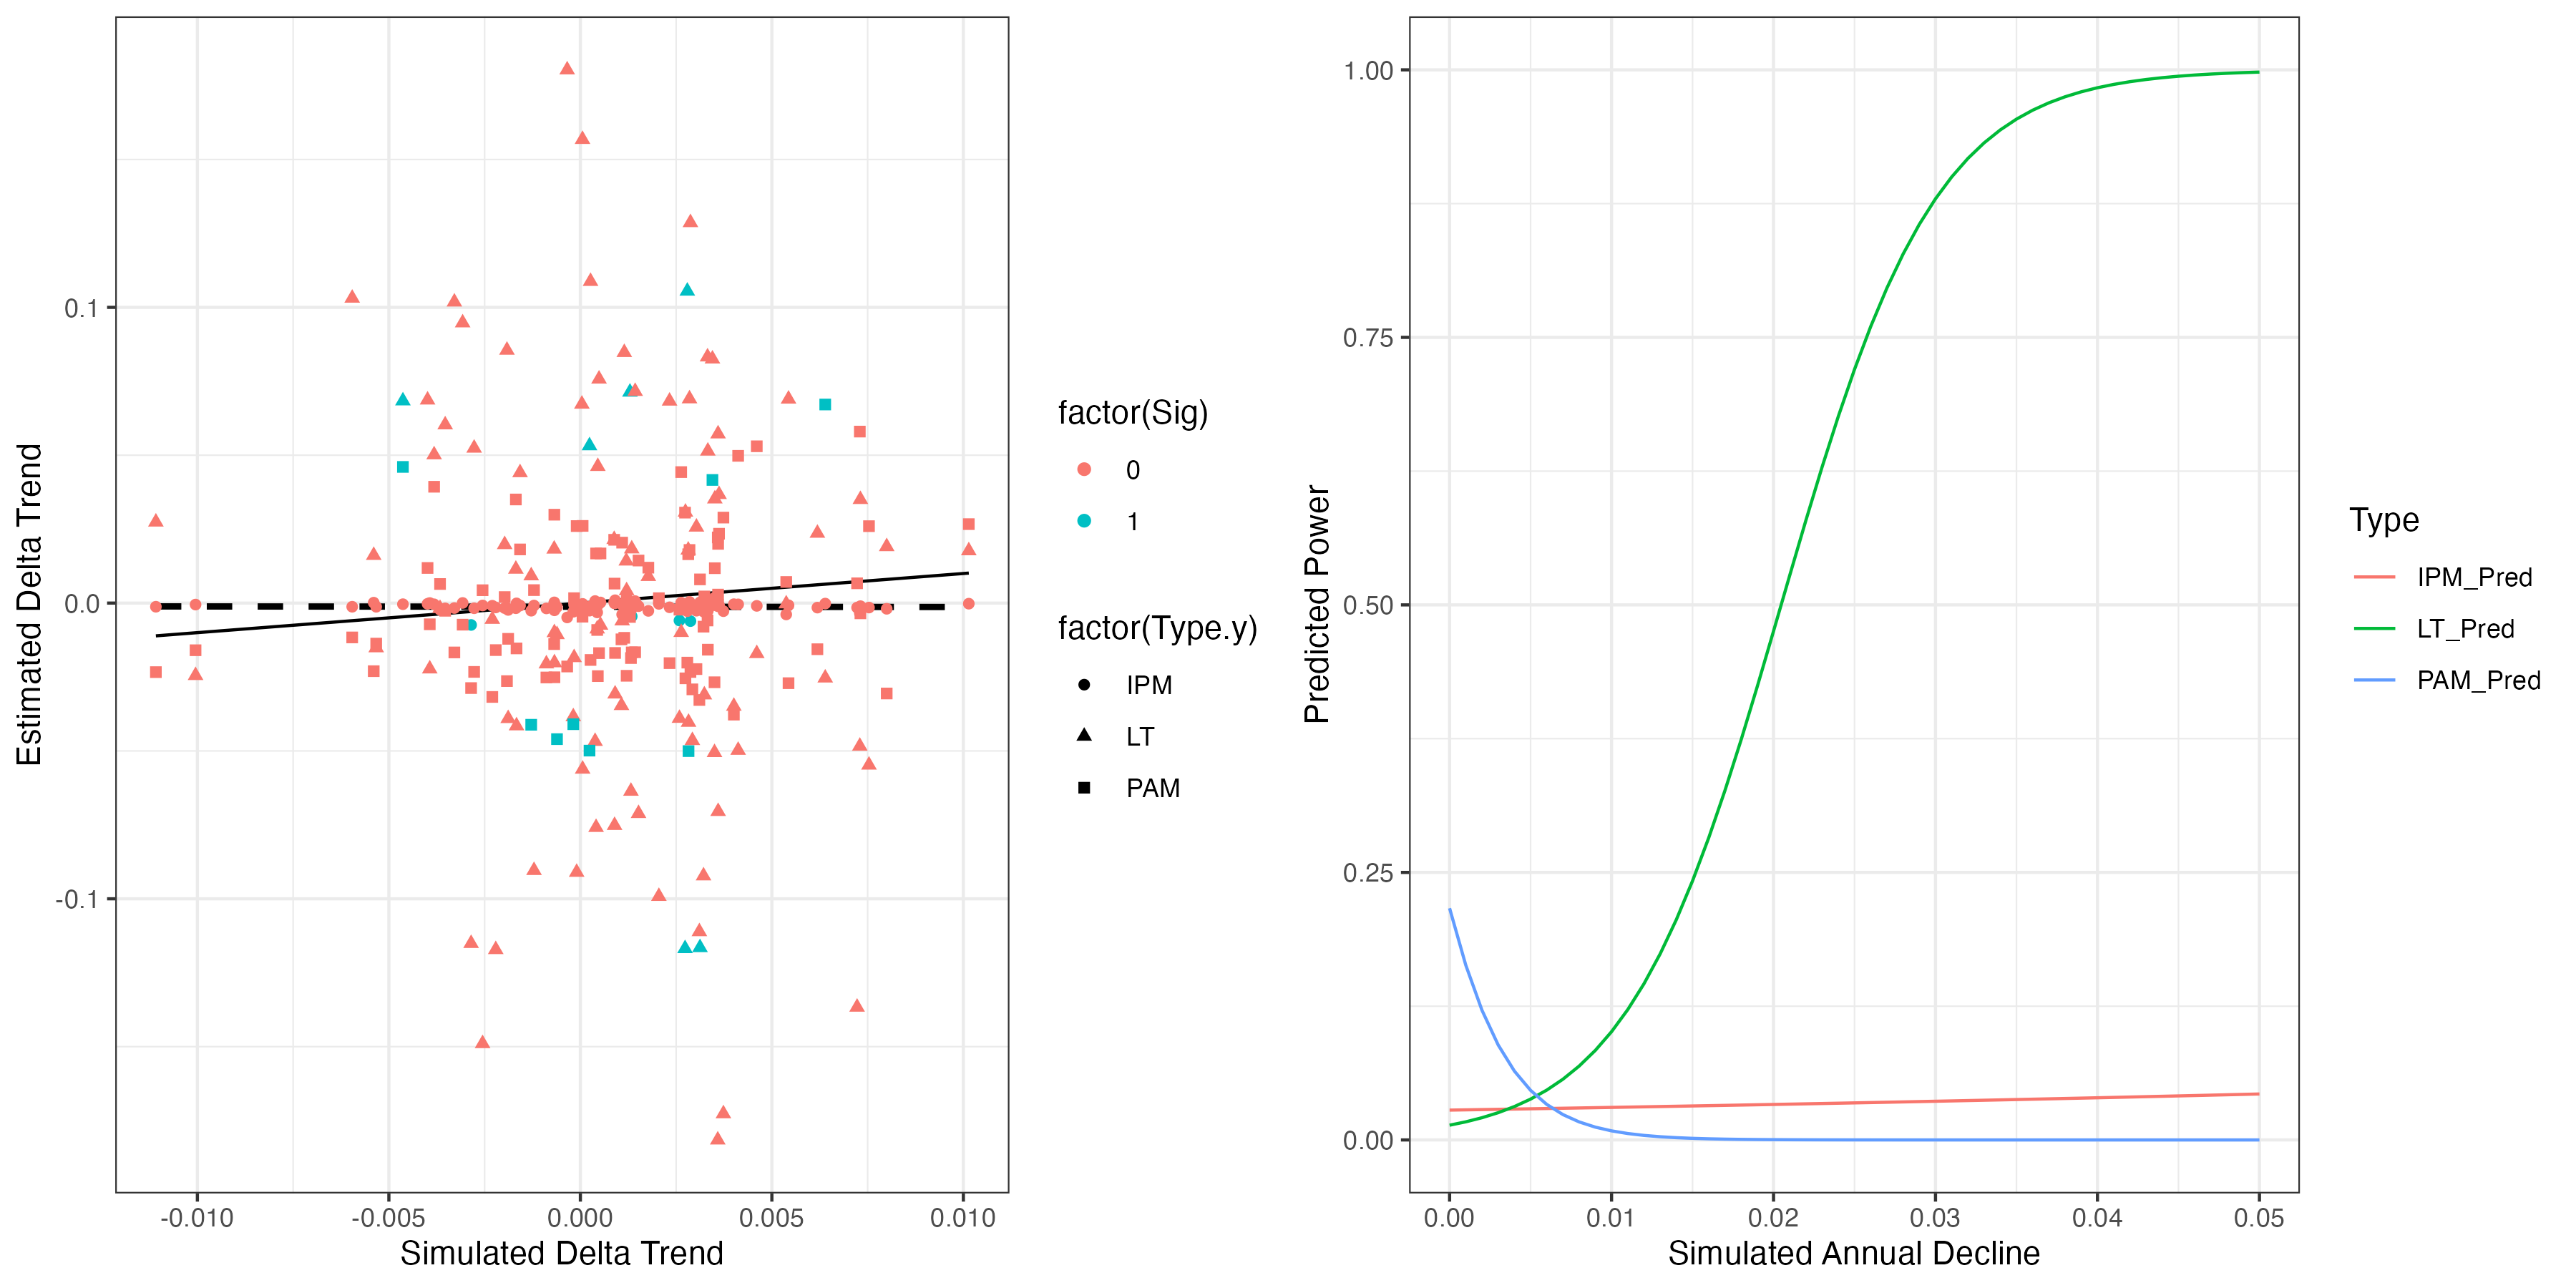 Estimated Delta Trend
0.1
0.0
-0.1
-0.010
-0.005
0.000
0.005
0.010
Simulated Delta Trend
factor(Sig)
0
1
factor(Type.y)
IPM
LT
PAM
Predicted Power
1.00
0.75
0.50
0.25
0.00
0.00
0.01
0.02
0.03
0.04
0.05
Simulated Annual Decline
Type
IPM_Pred
LT_Pred
PAM_Pred